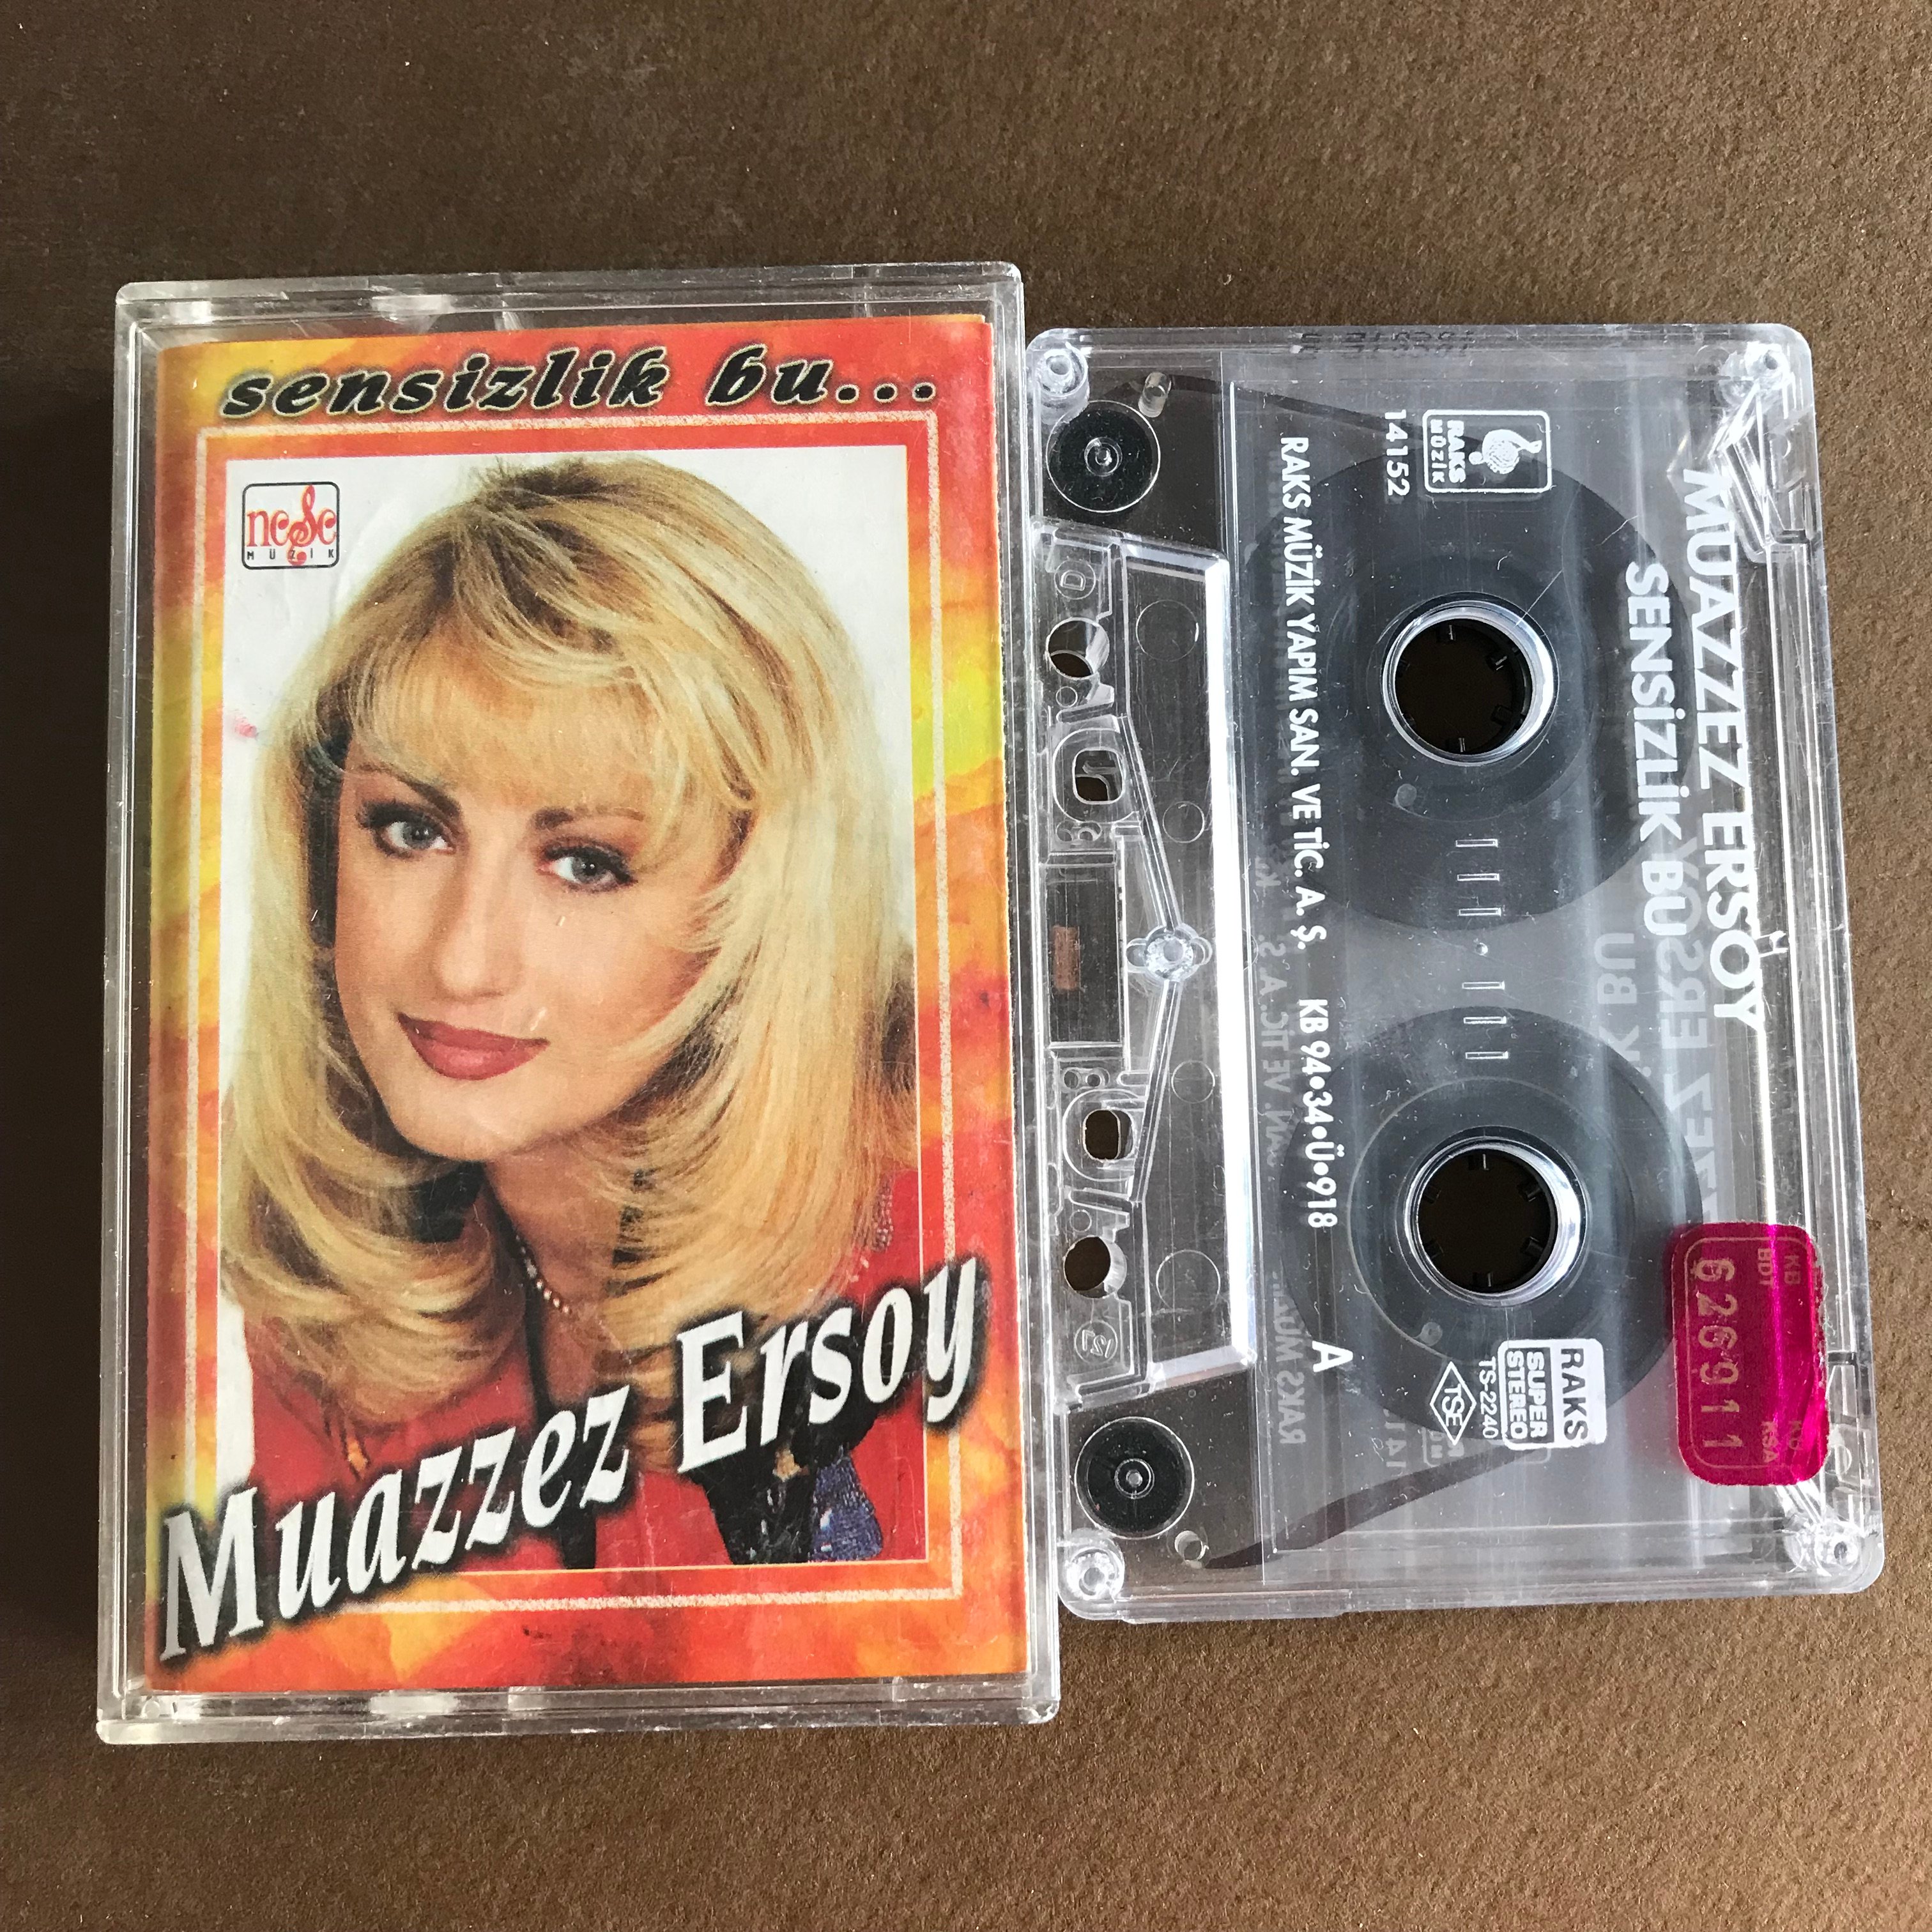 sensizlik bu...
neşe
MÜZİK
Muazzez Ersoy
MUAZZEZ ERSOY
SENSİZLİK BU
RAKS
MÜZİK
14152
RAKS MÜZİK YAPIM SAN. VE TİC. A. Ş. KB 94•34•Ü•918
A
RAKS
SUPER
STEREO
TS-2240
TSE
KB
BDT
626911